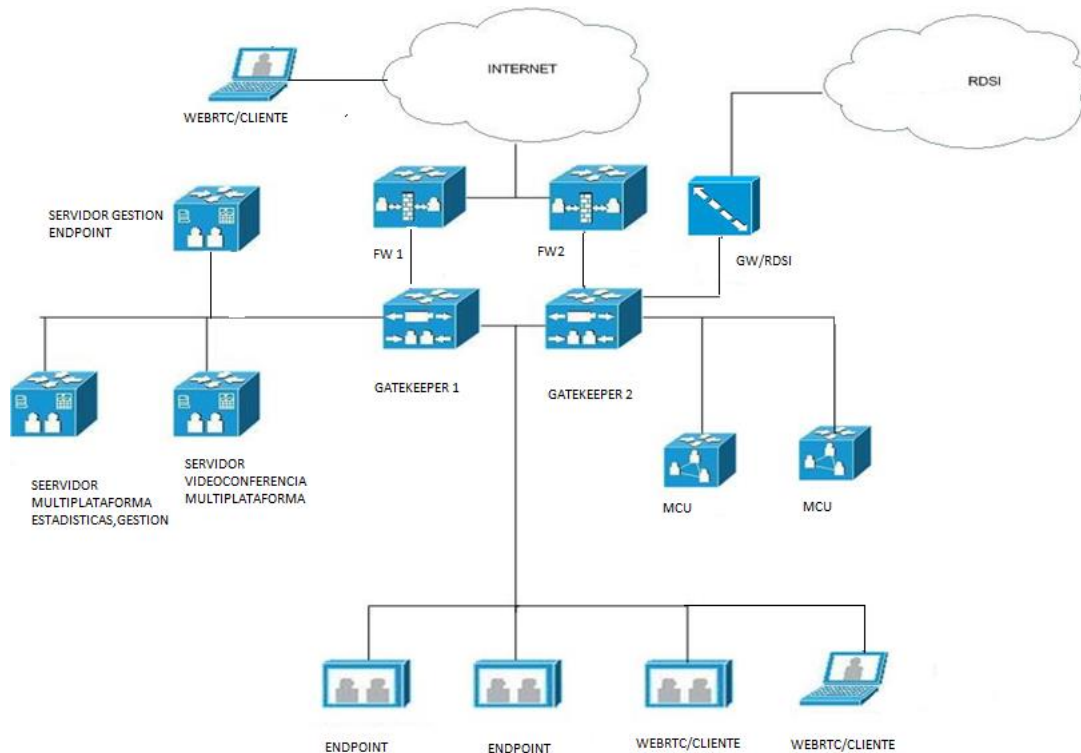 INTERNET
RDSI
WEBRTC/CLIENTE
SERVIDOR GESTION
ENDPOINT
FW 1
FW2
GW/RDSI
GATEKEEPER 1
GATEKEEPER 2
SEERVIDOR
MULTIPLATAFORMA
ESTADISTICAS,GESTION
SERVIDOR
VIDEOCONFERENCIA
MULTIPLATAFORMA
MCU
MCU
ENDPOINT
ENDPOINT
WEBRTC/CLIENTE
WEBRTC/CLIENTE